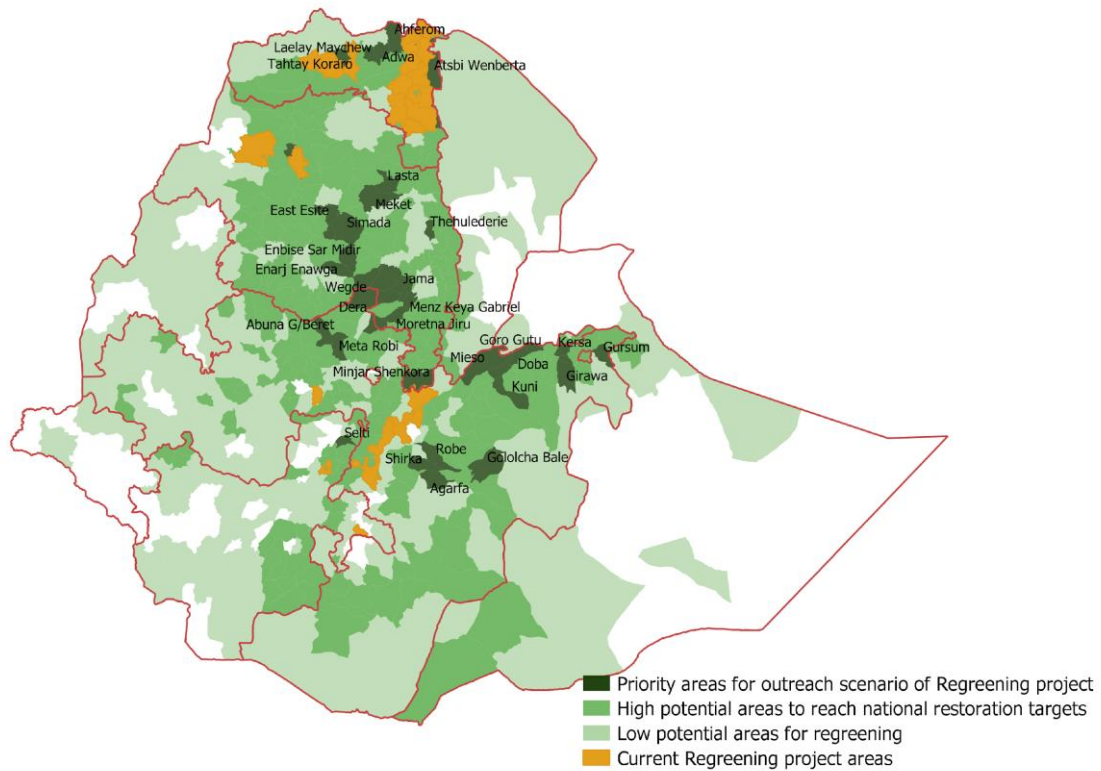 Ahferom
Laelay Maychew
Adwa
Tahtay Koraro
Atsbi Wenberta
Lasta
Meket
East Esite
Simada
Thehulederie
Enbise Sar Midir
Enarj Enawga
Jama
Wegde
Dera
Menz Keya Gabriel
Abuna G/Beret
Moretna Jiru
Goro Gutu
Kersa
Meta Robi
Mieso
Doba
Gursum
Minjar Shenkora
Kuni
Girawa
Selti
Robe
Shirka
Gololcha Bale
Agarfa
Priority areas for outreach scenario of Regreening project
High potential areas to reach national restoration targets
Low potential areas for regreening
Current Regreening project areas